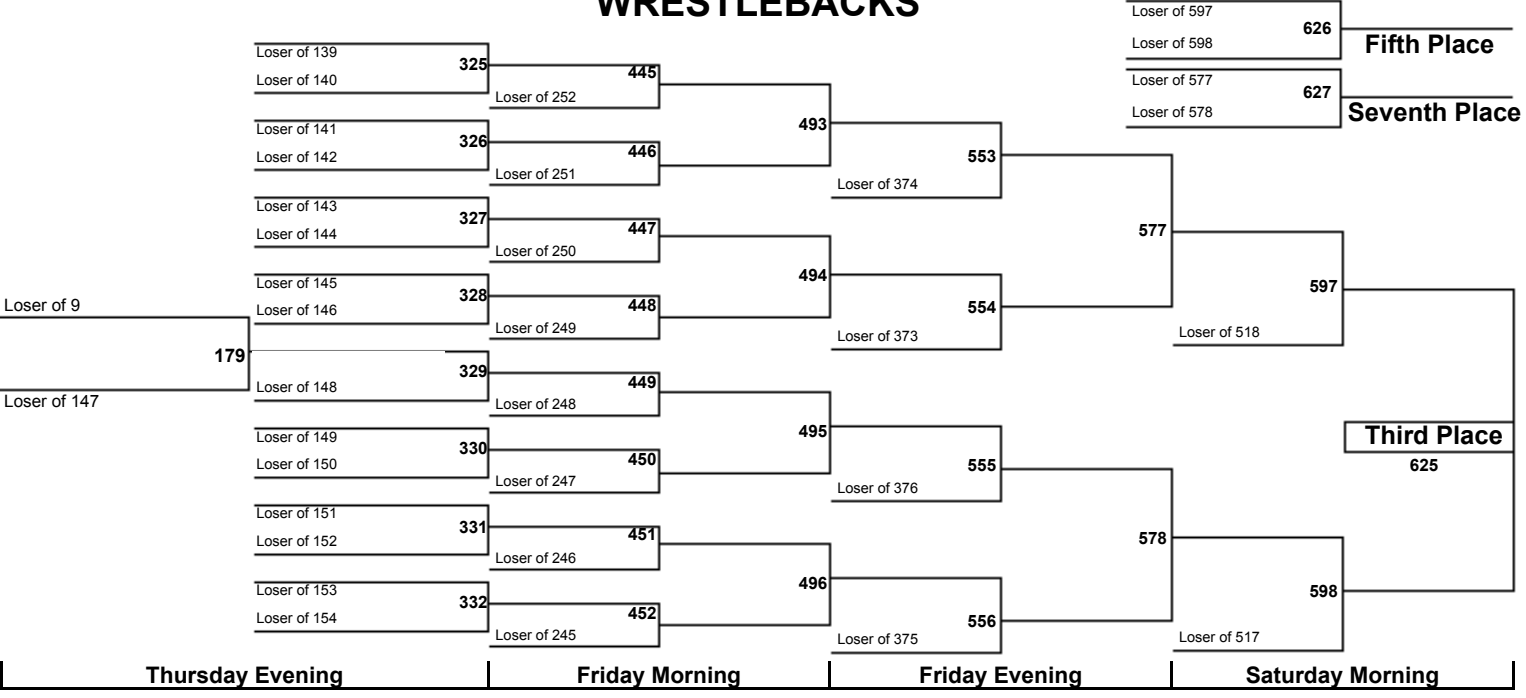 WRESTLEBACKS
Loser of 597
626
Loser of 598
Fifth Place
Loser of 577
627
Loser of 578
Seventh Place
Loser of 9
179
Loser of 147
Loser of 139
325
Loser of 140
Loser of 141
326
Loser of 142
Loser of 143
327
Loser of 144
Loser of 145
328
Loser of 146
329
Loser of 148
Loser of 149
330
Loser of 150
Loser of 151
331
Loser of 152
Loser of 153
332
Loser of 154
445
Loser of 252
446
Loser of 251
447
Loser of 250
448
Loser of 249
449
Loser of 248
450
Loser of 247
451
Loser of 246
452
Loser of 245
493
494
495
496
553
Loser of 374
554
Loser of 373
555
Loser of 376
556
Loser of 375
577
578
597
Loser of 518
598
Loser of 517
Third Place
625
Thursday Evening
Friday Morning
Friday Evening
Saturday Morning